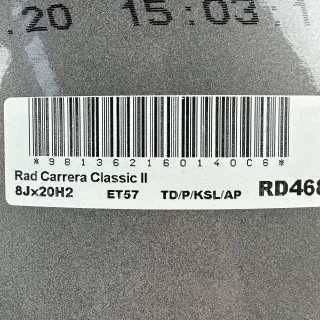 .20 15:03:1
*98136216014OC6*
Rad Carrera Classic II
8Jx20H2 ET57 TD/P/KSL/AP RD468